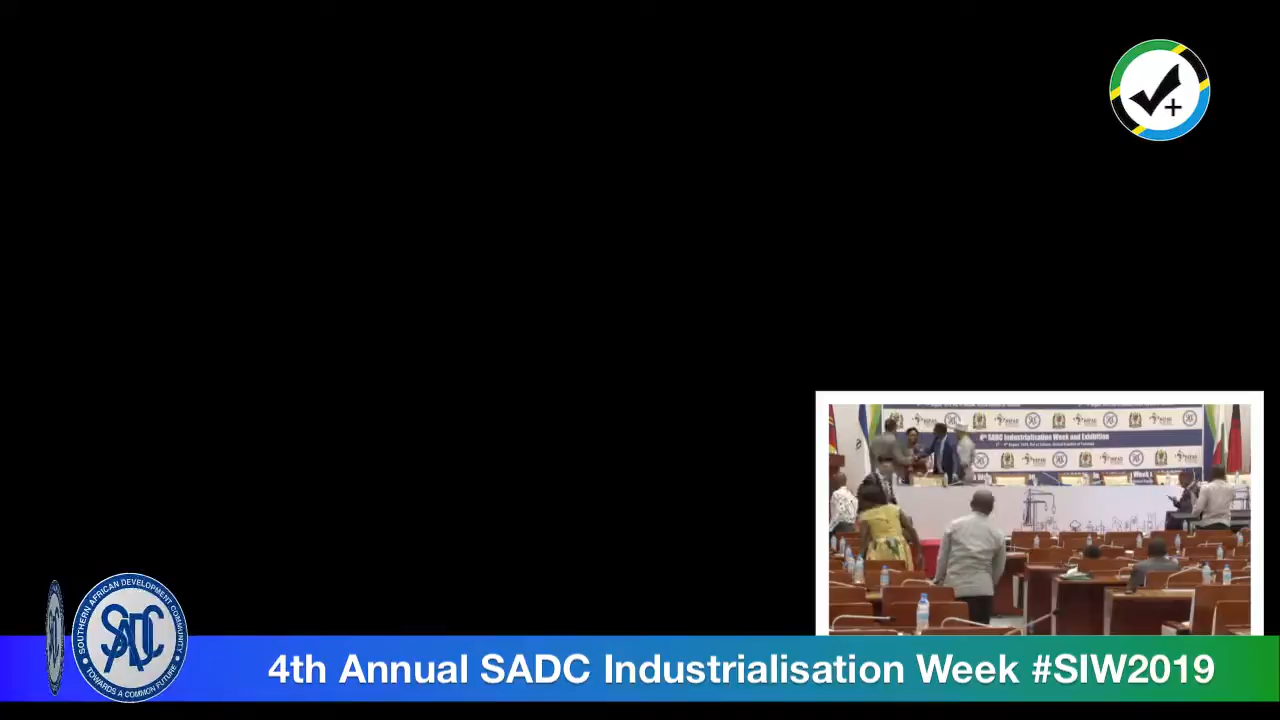 4th SADC Industrialisation Week and Exhibition
SOUTHERN AFRICAN DEVELOPMENT COMMUNITY
SADC
TOWARDS A COMMON FUTURE
4th Annual SADC Industrialisation Week #SIW2019